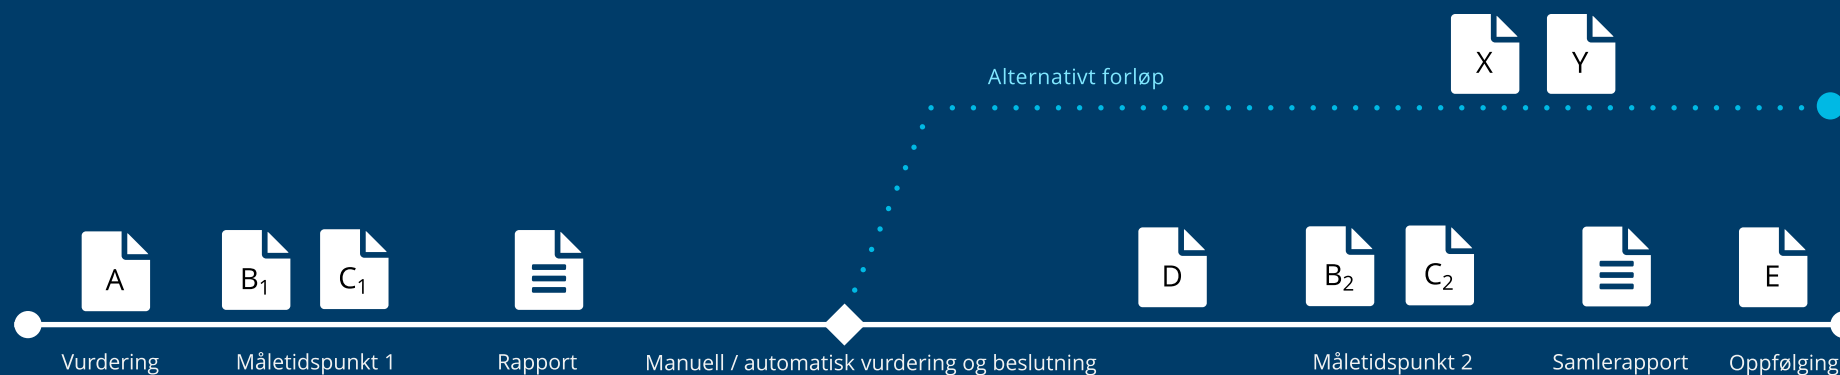 X Y
Alternativt forløp
A B₁ C₁ D B₂ C₂ E
Vurdering Måletidspunkt 1 Rapport Manuell / automatisk vurdering og beslutning Måletidspunkt 2 Samlerapport Oppfølging